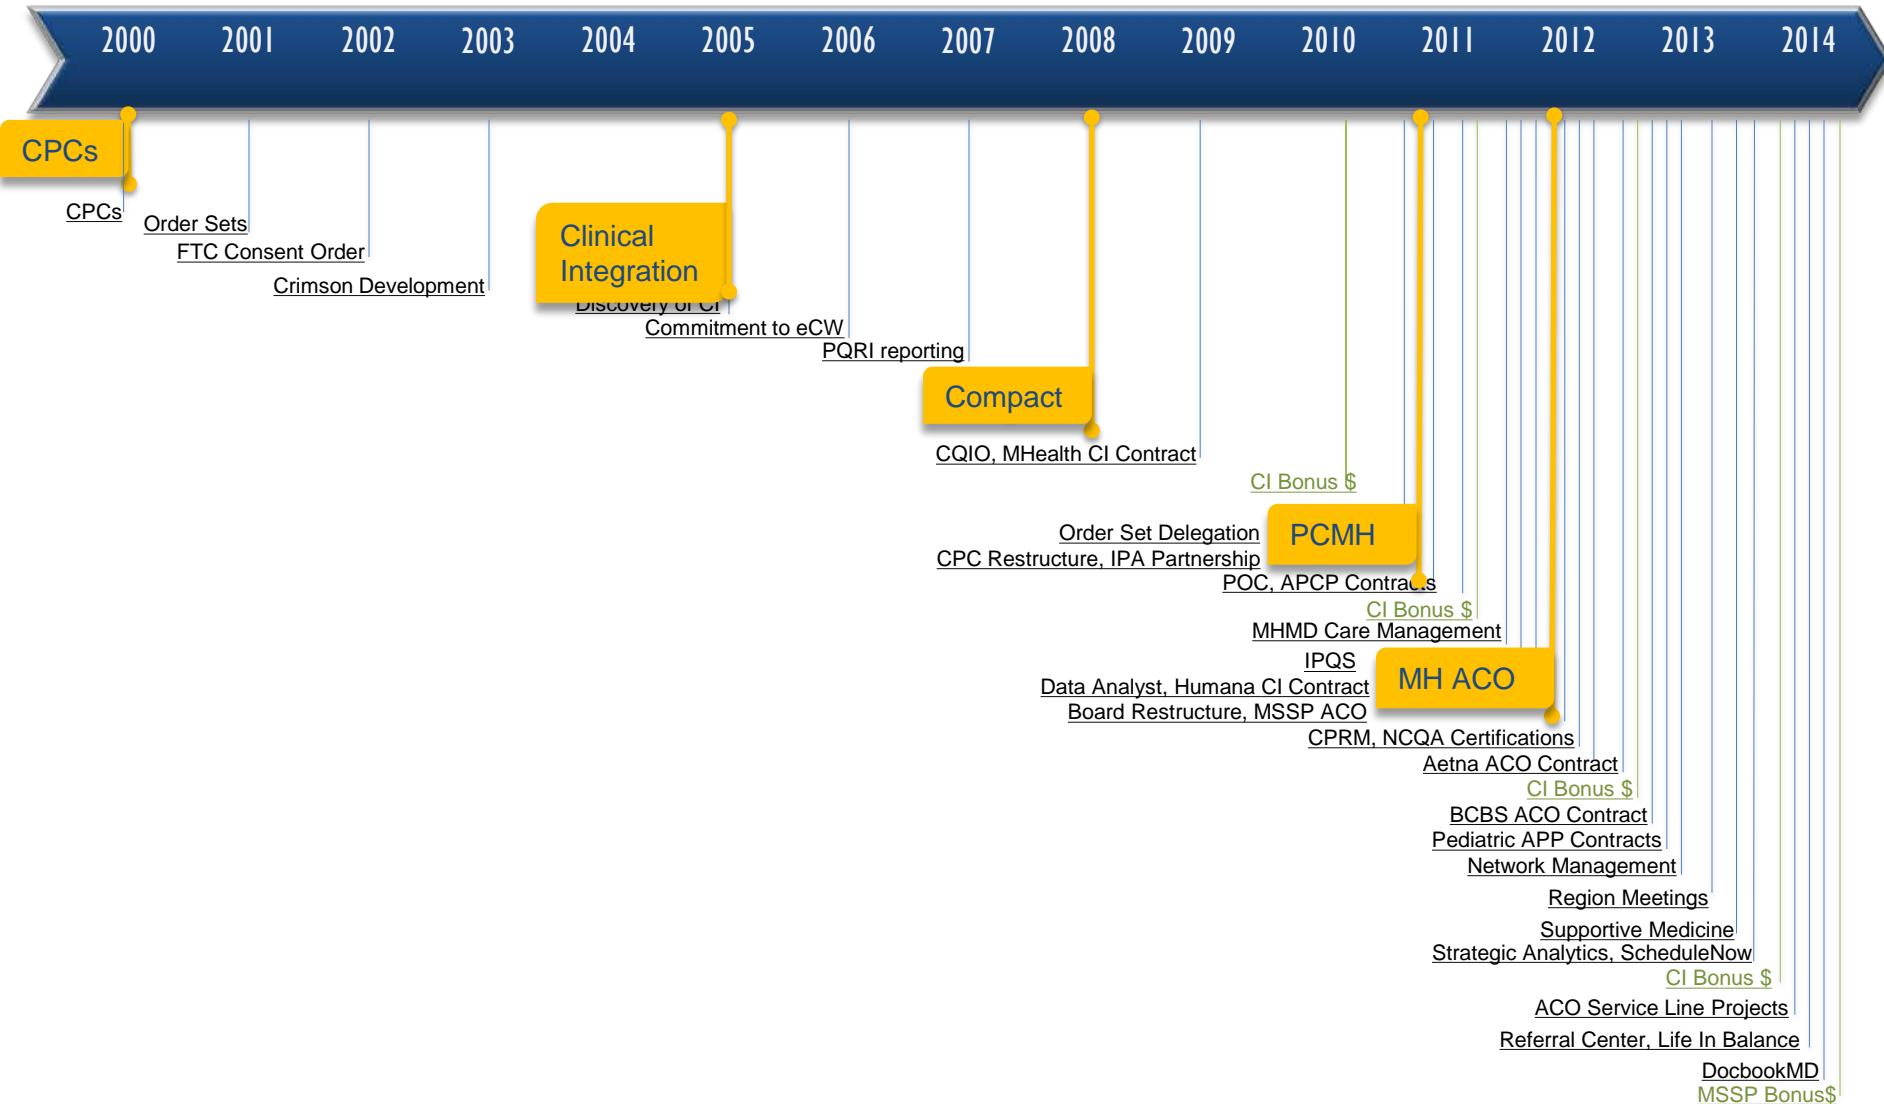 2000 2001 2002 2003 2004 2005 2006 2007 2008 2009 2010 2011 2012 2013 2014
CPCs
CPCs
Order Sets
FTC Consent Order
Crimson Development
Clinical
Integration
Discovery of CI
Commitment to eCW
PQRI reporting
Compact
CQIO, MHealth CI Contract
CI Bonus $
PCMH
Order Set Delegation
CPC Restructure, IPA Partnership
POC, APCP Contracts
CI Bonus $
MHMD Care Management
IPQS
MH ACO
Data Analyst, Humana CI Contract
Board Restructure, MSSP ACO
CPRM, NCQA Certifications
Aetna ACO Contract
CI Bonus $
BCBS ACO Contract
Pediatric APP Contracts
Network Management
Region Meetings
Supportive Medicine
Strategic Analytics, ScheduleNow
CI Bonus $
ACO Service Line Projects
Referral Center, Life In Balance
DocbookMD
MSSP Bonus$